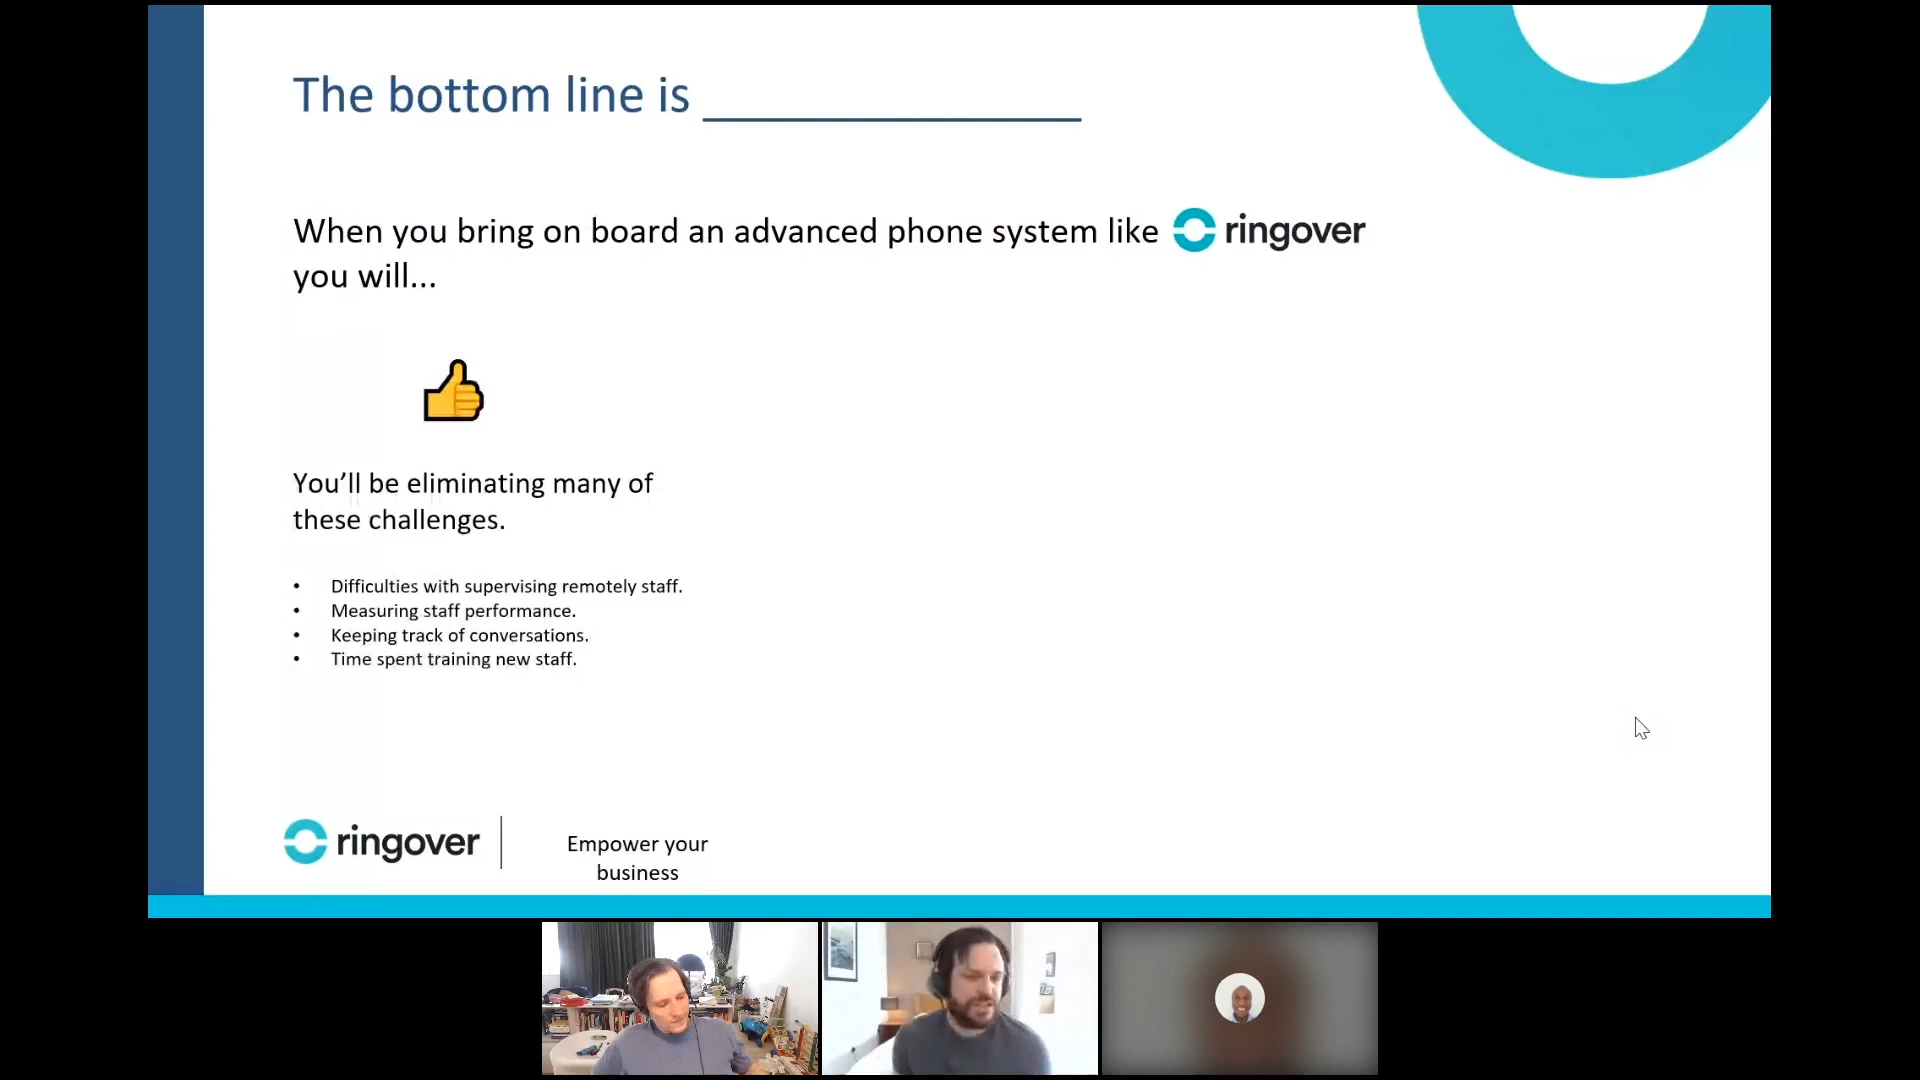 The bottom line is _______________
When you bring on board an advanced phone system like ringover
you will...
You’ll be eliminating many of
these challenges.
• Difficulties with supervising remotely staff.
• Measuring staff performance.
• Keeping track of conversations.
• Time spent training new staff.
ringover
Empower your
business